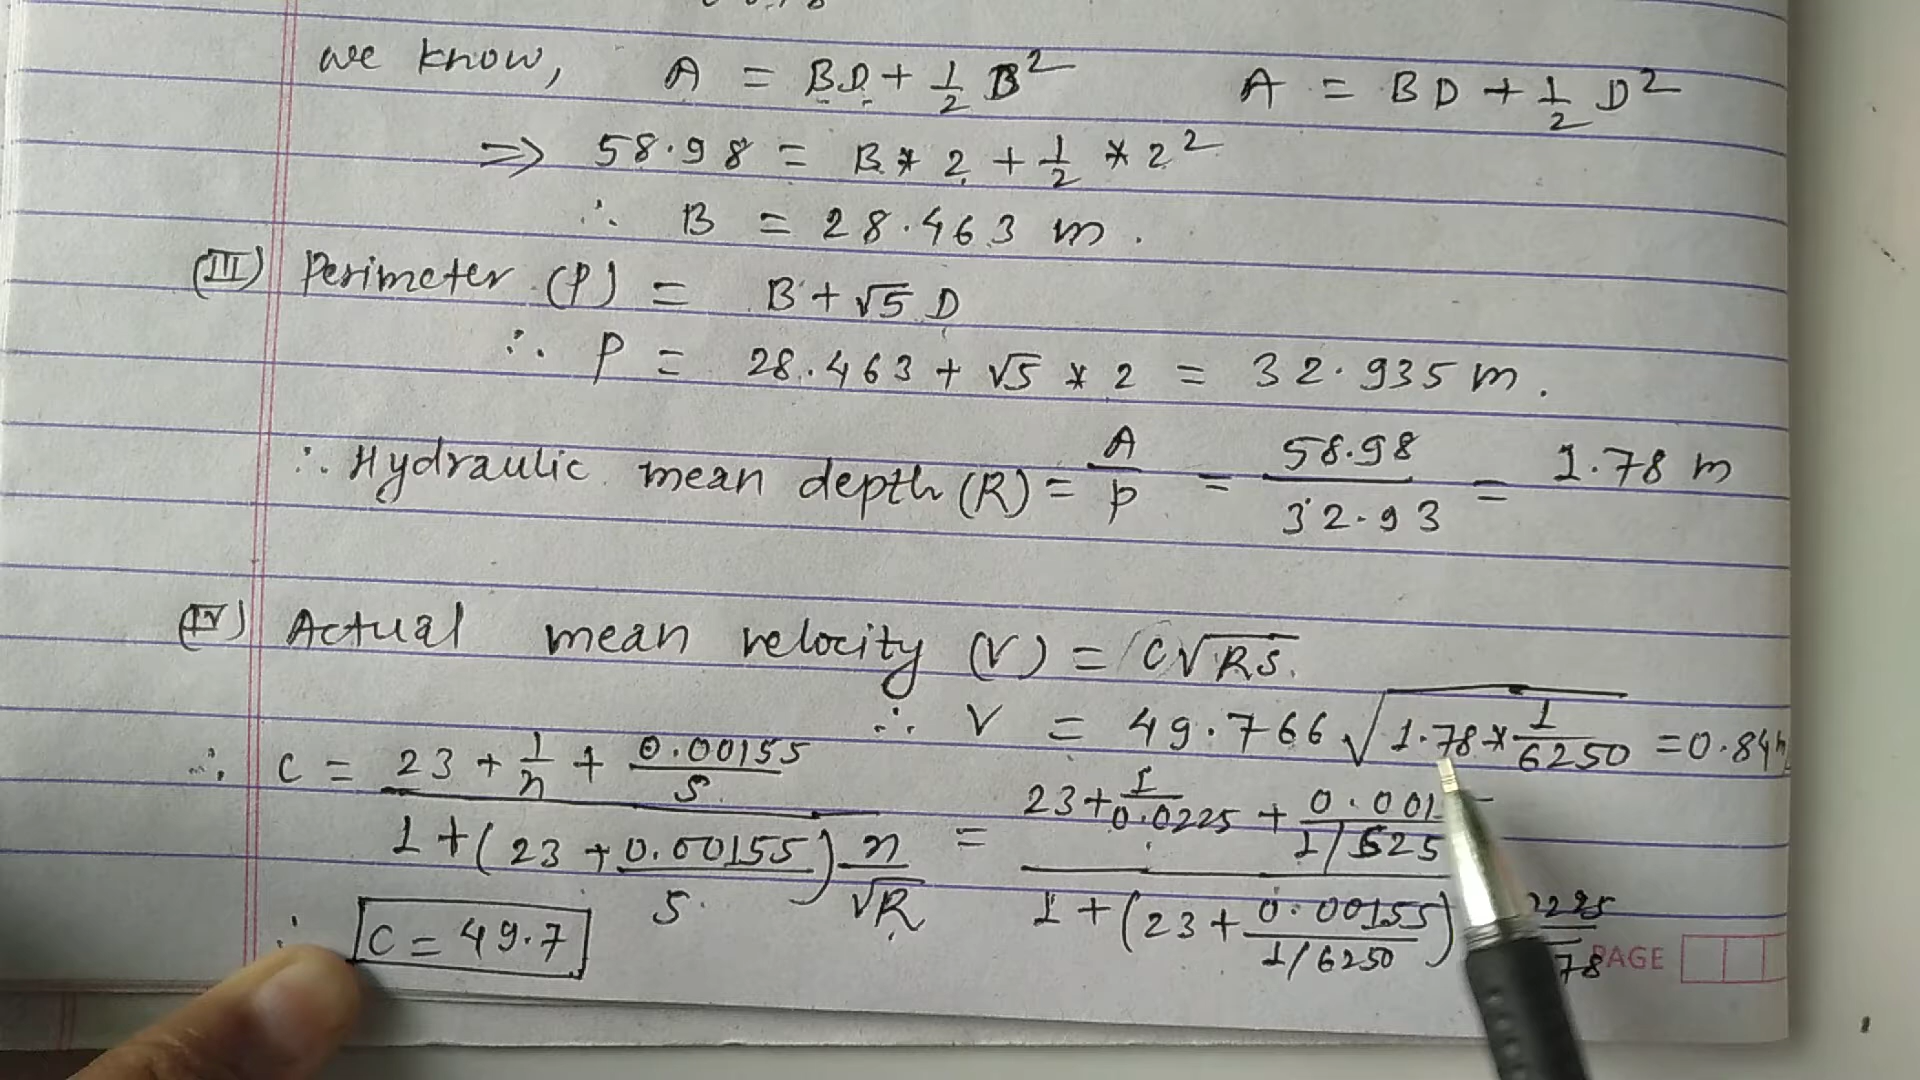 we know, A = BD + 1/2 B² A = BD + 1/2 D²
=> 58.98 = B * 2 + 1/2 * 2²
∴ B = 28.463 m.
(III) Perimeter (P) = B + √5 D
∴ P = 28.463 + √5 * 2 = 32.935 m.
∴ Hydraulic mean depth (R) = A/P = 58.98/32.93 = 1.78 m
(IV) Actual mean velocity (V) = C√RS.
∴ V = 49.766 √(1.78 * 1/6250) = 0.84
∴ C = (23 + 1/n + 0.00155/S) / (1 + (23 + 0.00155/S) n/√R) = (23 + 1/0.0225 + 0.001 / 1/625) / (1 + (23 + 0.00155 / 1/6250) 225 / 78)
∴ C = 49.7
PAGE